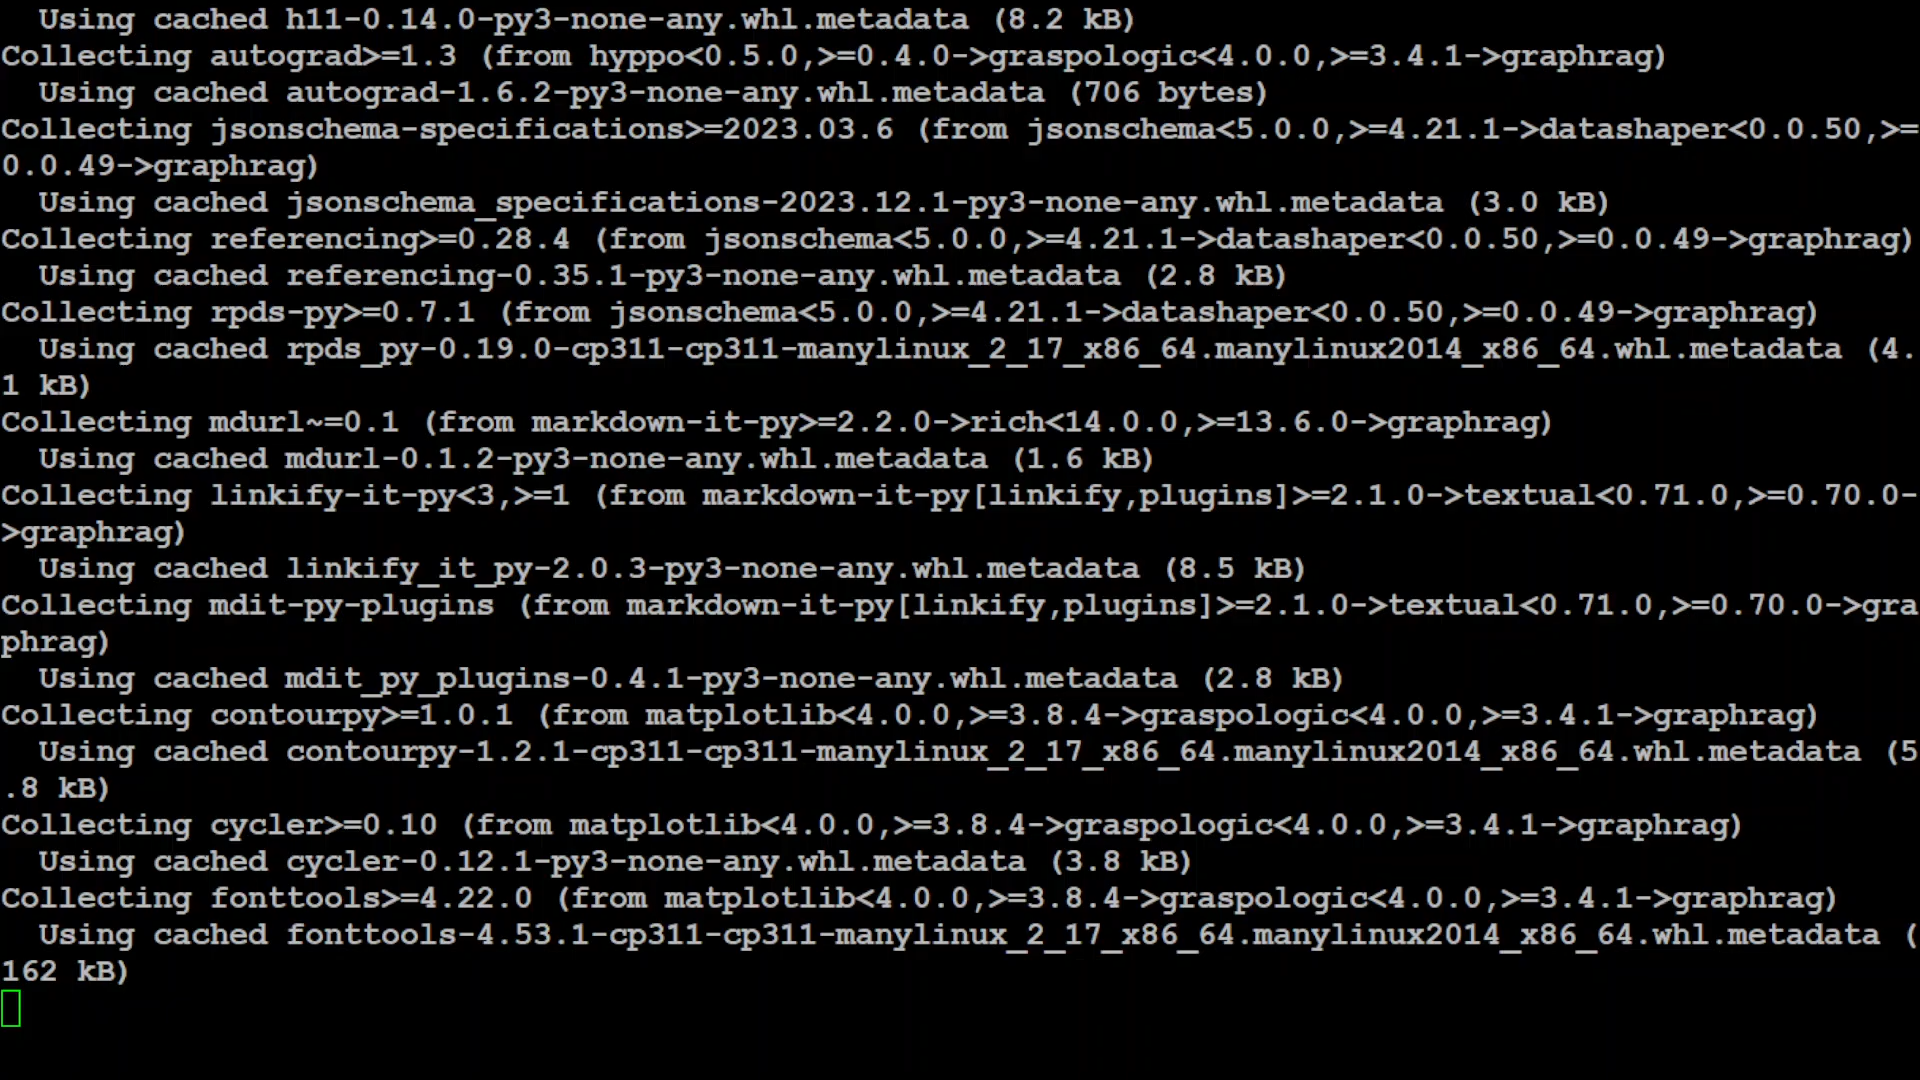 Using cached h11-0.14.0-py3-none-any.whl.metadata (8.2 kB)
Collecting autograd>=1.3 (from hyppo<0.5.0,>=0.4.0->graspologic<4.0.0,>=3.4.1->graphrag)
Using cached autograd-1.6.2-py3-none-any.whl.metadata (706 bytes)
Collecting jsonschema-specifications>=2023.03.6 (from jsonschema<5.0.0,>=4.21.1->datashaper<0.0.50,>=
0.0.49->graphrag)
Using cached jsonschema_specifications-2023.12.1-py3-none-any.whl.metadata (3.0 kB)
Collecting referencing>=0.28.4 (from jsonschema<5.0.0,>=4.21.1->datashaper<0.0.50,>=0.0.49->graphrag)
Using cached referencing-0.35.1-py3-none-any.whl.metadata (2.8 kB)
Collecting rpds-py>=0.7.1 (from jsonschema<5.0.0,>=4.21.1->datashaper<0.0.50,>=0.0.49->graphrag)
Using cached rpds_py-0.19.0-cp311-cp311-manylinux_2_17_x86_64.manylinux2014_x86_64.whl.metadata (4.
1 kB)
Collecting mdurl~=0.1 (from markdown-it-py>=2.2.0->rich<14.0.0,>=13.6.0->graphrag)
Using cached mdurl-0.1.2-py3-none-any.whl.metadata (1.6 kB)
Collecting linkify-it-py<3,>=1 (from markdown-it-py[linkify,plugins]>=2.1.0->textual<0.71.0,>=0.70.0-
>graphrag)
Using cached linkify_it_py-2.0.3-py3-none-any.whl.metadata (8.5 kB)
Collecting mdit-py-plugins (from markdown-it-py[linkify,plugins]>=2.1.0->textual<0.71.0,>=0.70.0->gra
phrag)
Using cached mdit_py_plugins-0.4.1-py3-none-any.whl.metadata (2.8 kB)
Collecting contourpy>=1.0.1 (from matplotlib<4.0.0,>=3.8.4->graspologic<4.0.0,>=3.4.1->graphrag)
Using cached contourpy-1.2.1-cp311-cp311-manylinux_2_17_x86_64.manylinux2014_x86_64.whl.metadata (5
.8 kB)
Collecting cycler>=0.10 (from matplotlib<4.0.0,>=3.8.4->graspologic<4.0.0,>=3.4.1->graphrag)
Using cached cycler-0.12.1-py3-none-any.whl.metadata (3.8 kB)
Collecting fonttools>=4.22.0 (from matplotlib<4.0.0,>=3.8.4->graspologic<4.0.0,>=3.4.1->graphrag)
Using cached fonttools-4.53.1-cp311-cp311-manylinux_2_17_x86_64.manylinux2014_x86_64.whl.metadata (
162 kB)